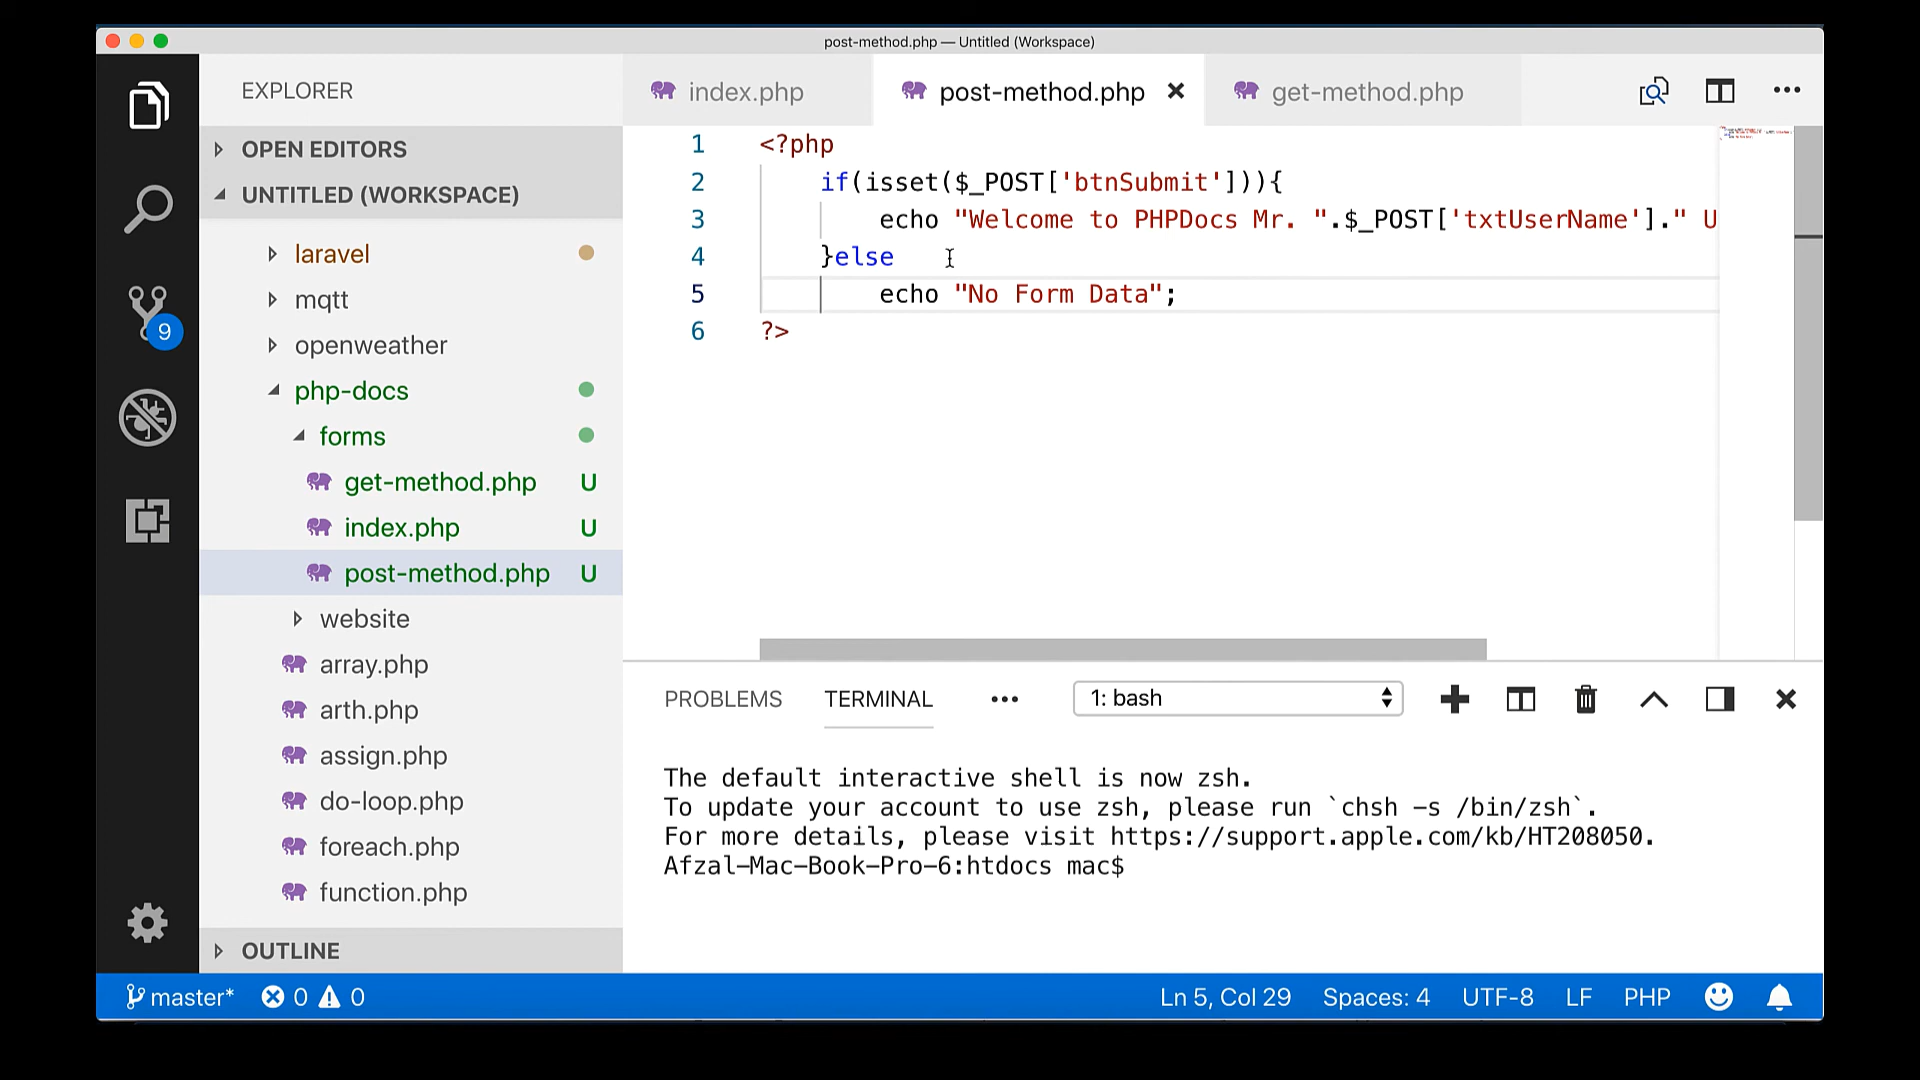 post-method.php — Untitled (Workspace)
EXPLORER
OPEN EDITORS
UNTITLED (WORKSPACE)
laravel
mqtt
openweather
php-docs
forms
get-method.php U
index.php U
post-method.php U
website
array.php
arth.php
assign.php
do-loop.php
foreach.php
function.php
OUTLINE
9
index.php
post-method.php
get-method.php
1 <?php
2 if(isset($_POST['btnSubmit'])){
3 echo "Welcome to PHPDocs Mr. ".$_POST['txtUserName']." U
4 }else
5 echo "No Form Data";
6 ?>
PROBLEMS TERMINAL ••• 1: bash
The default interactive shell is now zsh.
To update your account to use zsh, please run `chsh -s /bin/zsh`.
For more details, please visit https://support.apple.com/kb/HT208050.
Afzal-Mac-Book-Pro-6:htdocs mac$
master* 0 0 Ln 5, Col 29 Spaces: 4 UTF-8 LF PHP